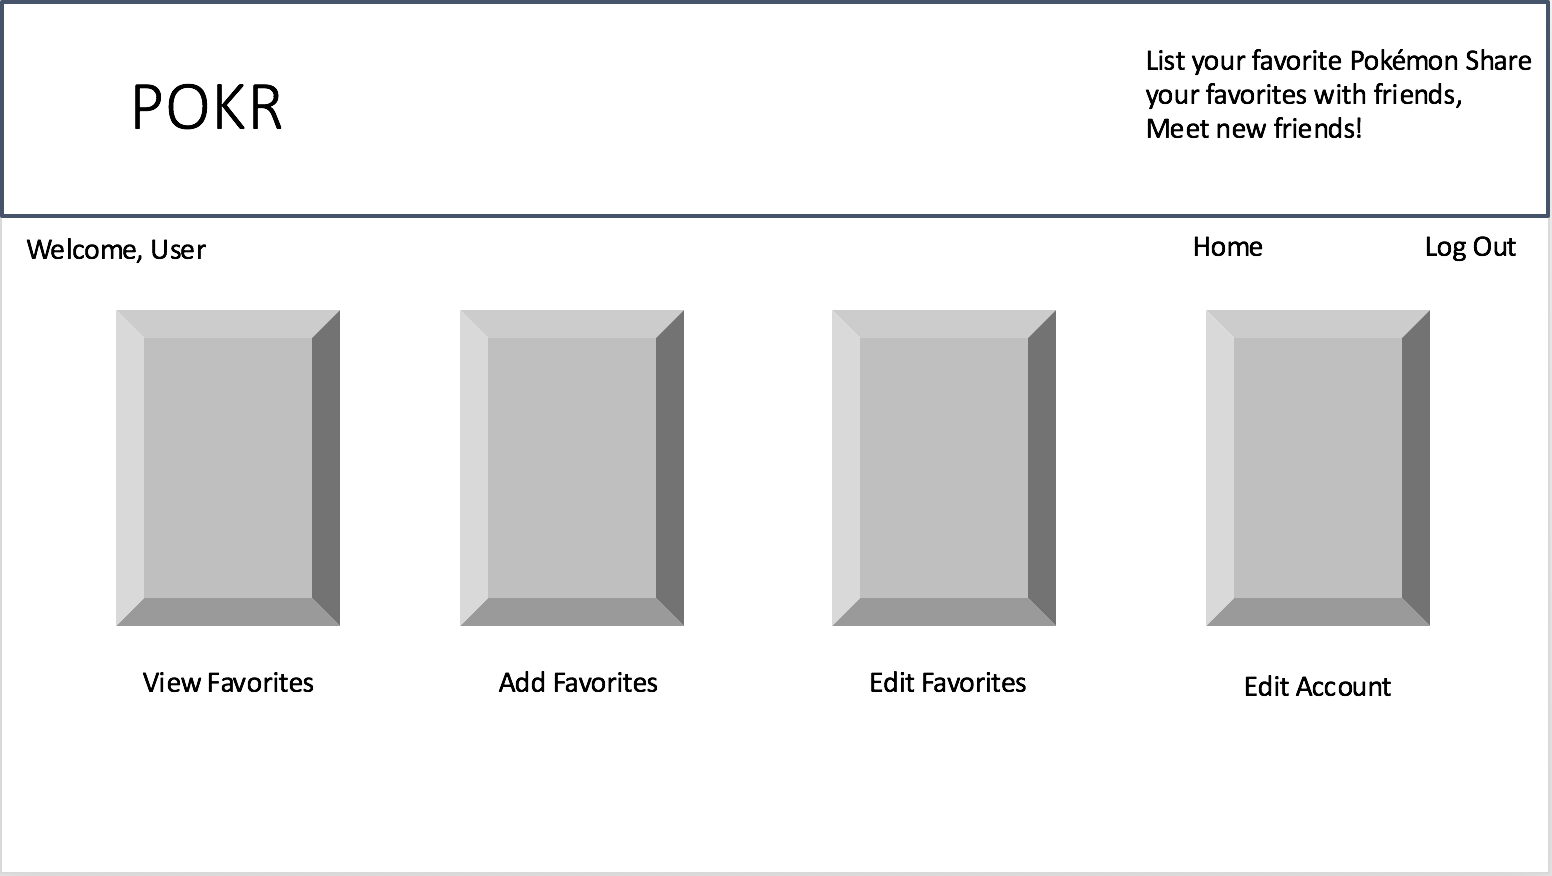 POKR
List your favorite Pokémon Share
your favorites with friends,
Meet new friends!
Welcome, User
Home
Log Out
View Favorites
Add Favorites
Edit Favorites
Edit Account